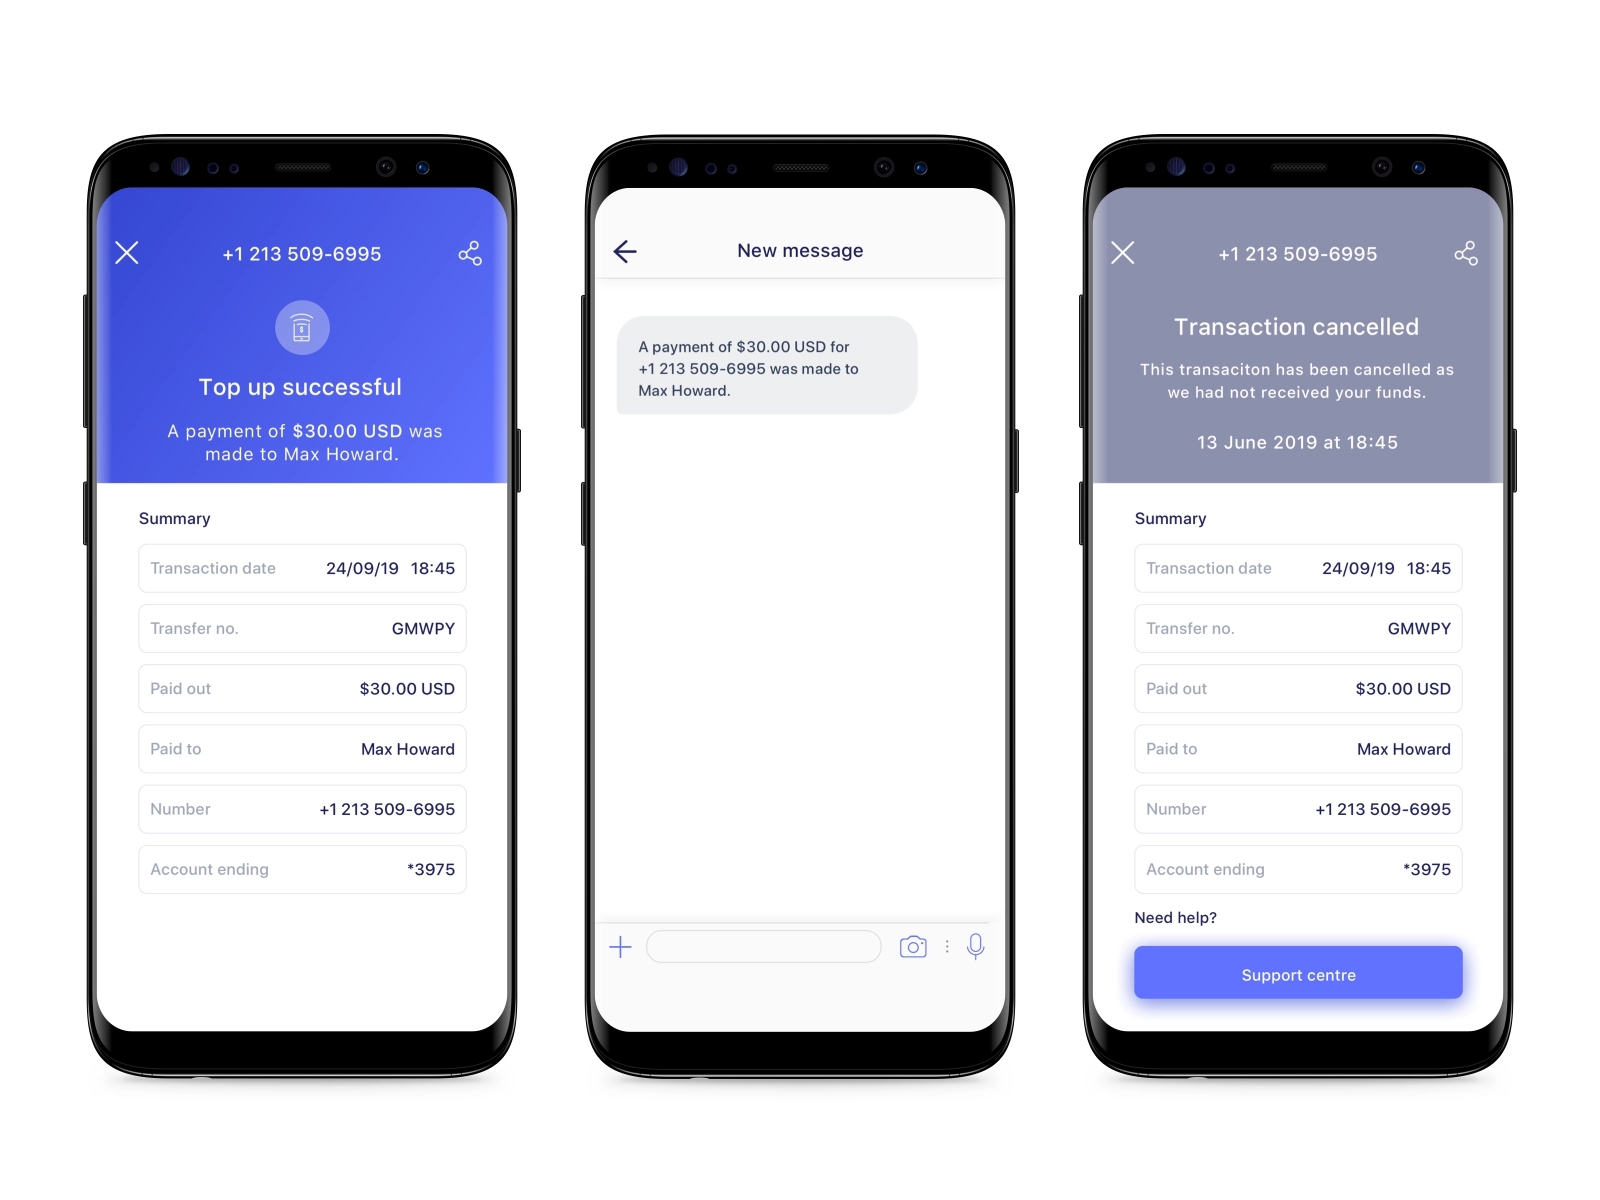 +1 213 509-6995
Top up successful
A payment of $30.00 USD was
made to Max Howard.
Summary
Transaction date 24/09/19 18:45
Transfer no. GMWPY
Paid out $30.00 USD
Paid to Max Howard
Number +1 213 509-6995
Account ending *3975
New message
A payment of $30.00 USD for
+1 213 509-6995 was made to
Max Howard.
+1 213 509-6995
Transaction cancelled
This transaciton has been cancelled as
we had not received your funds.
13 June 2019 at 18:45
Summary
Transaction date 24/09/19 18:45
Transfer no. GMWPY
Paid out $30.00 USD
Paid to Max Howard
Number +1 213 509-6995
Account ending *3975
Need help?
Support centre